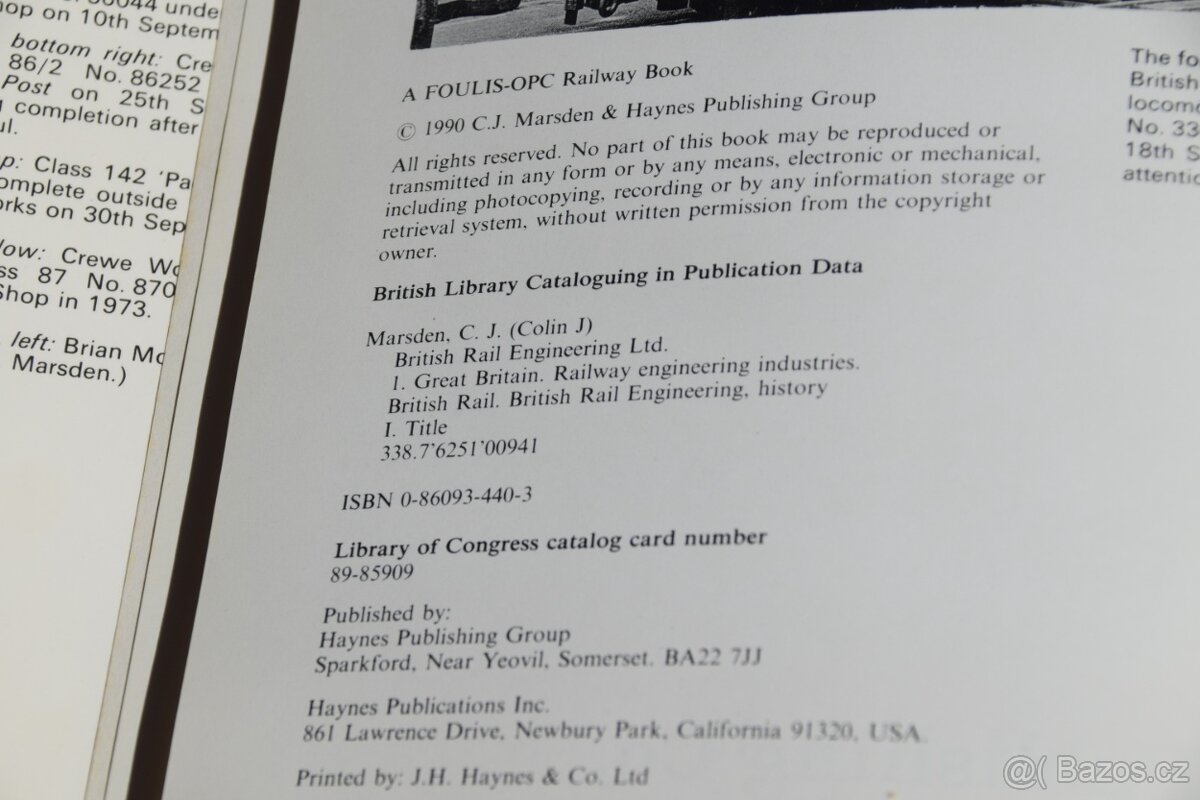 36044 unde
hop on 10th Septem
bottom right: Cre
86/2 No. 86252
Post on 25th S
completion after
ul.
p: Class 142 'Pa
omplete outside
orks on 30th Sep
low: Crewe Wo
ss 87 No. 870
Shop in 1973.
left: Brian Mo
Marsden.)
A FOULIS-OPC Railway Book
© 1990 C.J. Marsden & Haynes Publishing Group
All rights reserved. No part of this book may be reproduced or
transmitted in any form or by any means, electronic or mechanical,
including photocopying, recording or by any information storage or
retrieval system, without written permission from the copyright
owner.
British Library Cataloguing in Publication Data
Marsden, C. J. (Colin J)
British Rail Engineering Ltd.
1. Great Britain. Railway engineering industries.
British Rail. British Rail Engineering, history
I. Title
338.7'6251'00941
ISBN 0-86093-440-3
Library of Congress catalog card number
89-85909
Published by:
Haynes Publishing Group
Sparkford, Near Yeovil, Somerset. BA22 7JJ
Haynes Publications Inc.
861 Lawrence Drive, Newbury Park, California 91320, USA.
Printed by: J.H. Haynes & Co. Ltd
The fo
British
locomo
No. 33
18th S
attentio
@( Bazos.cz